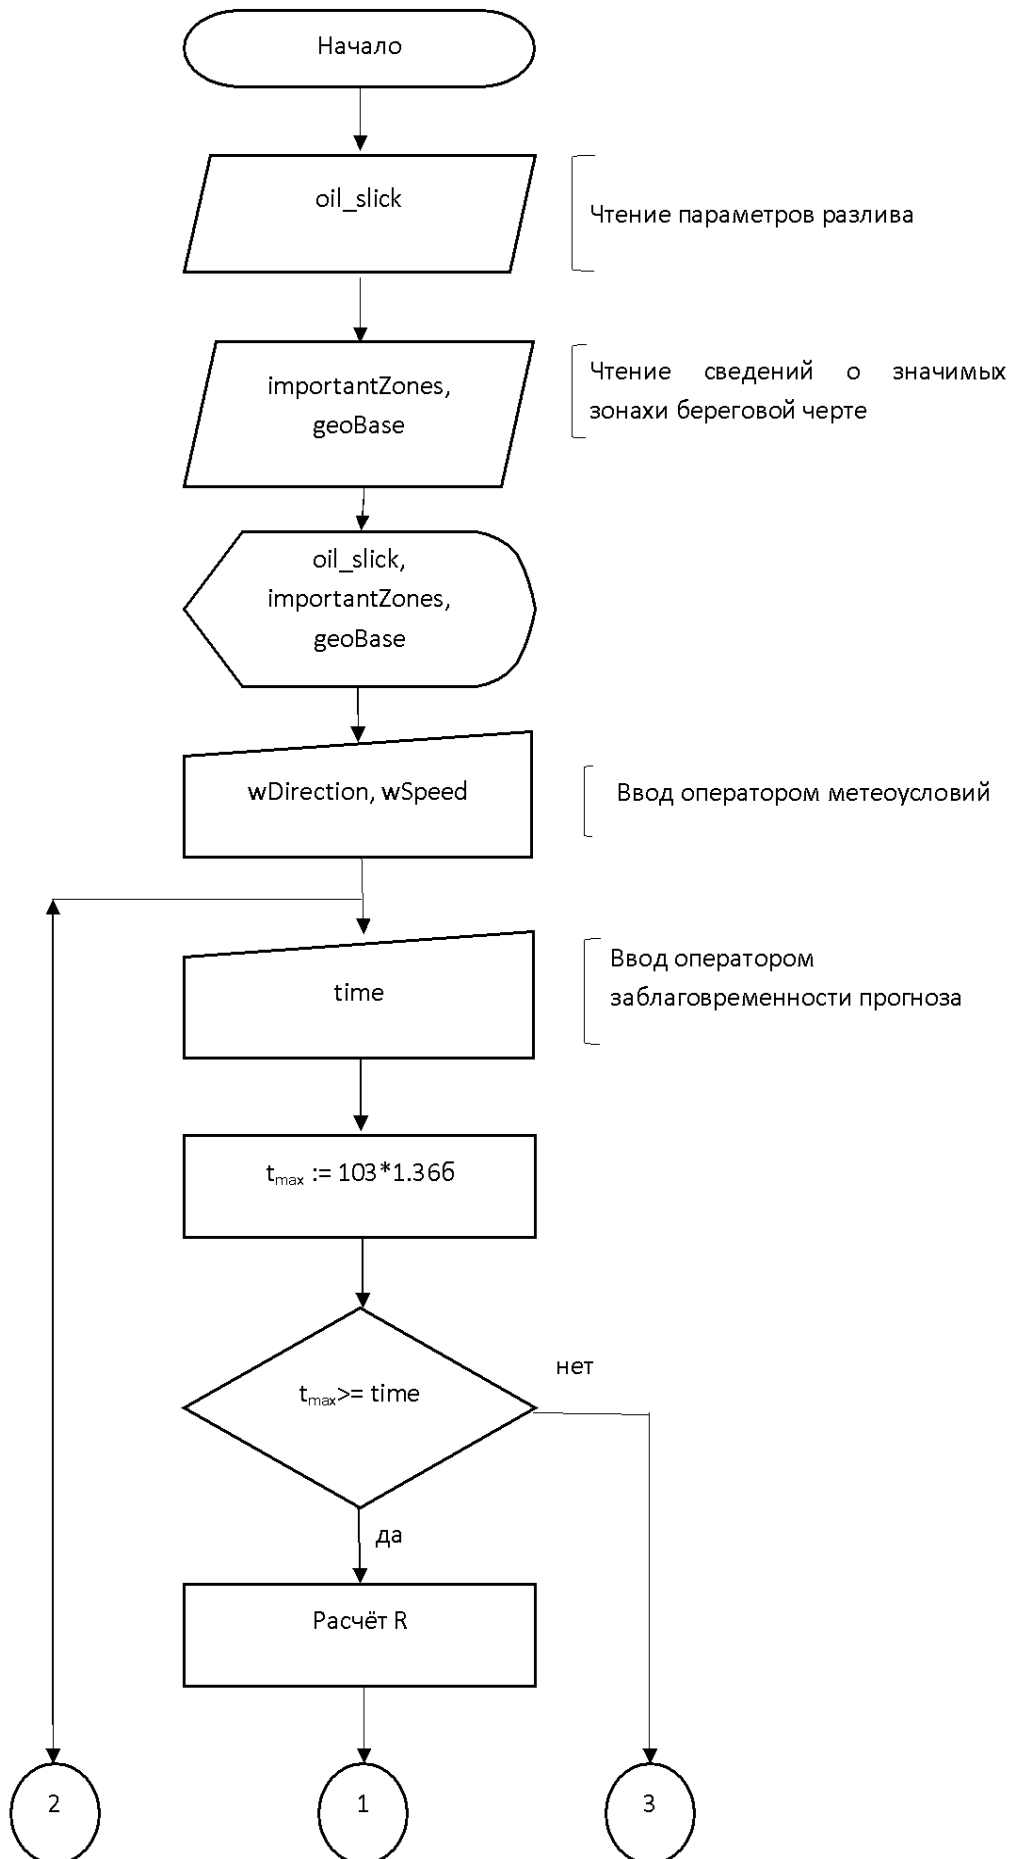 Начало
oil_slick
Чтение параметров разлива
importantZones,
geoBase
Чтение сведений о значимых
зонахи береговой черте
oil_slick,
importantZones,
geoBase
wDirection, wSpeed
Ввод оператором метеоусловий
time
Ввод оператором
заблаговременности прогноза
tmax := 103*1.36б
tmax>= time
нет
да
Расчёт R
2
1
3